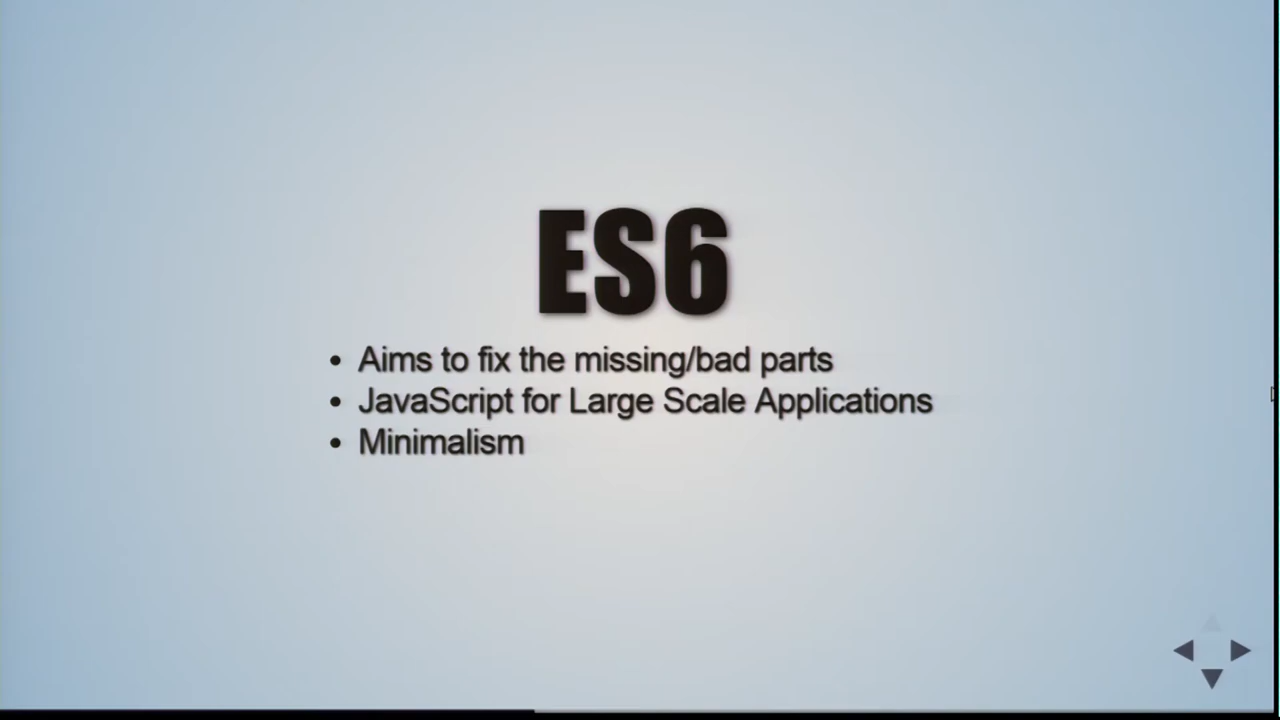 ES6
• Aims to fix the missing/bad parts
• JavaScript for Large Scale Applications
• Minimalism